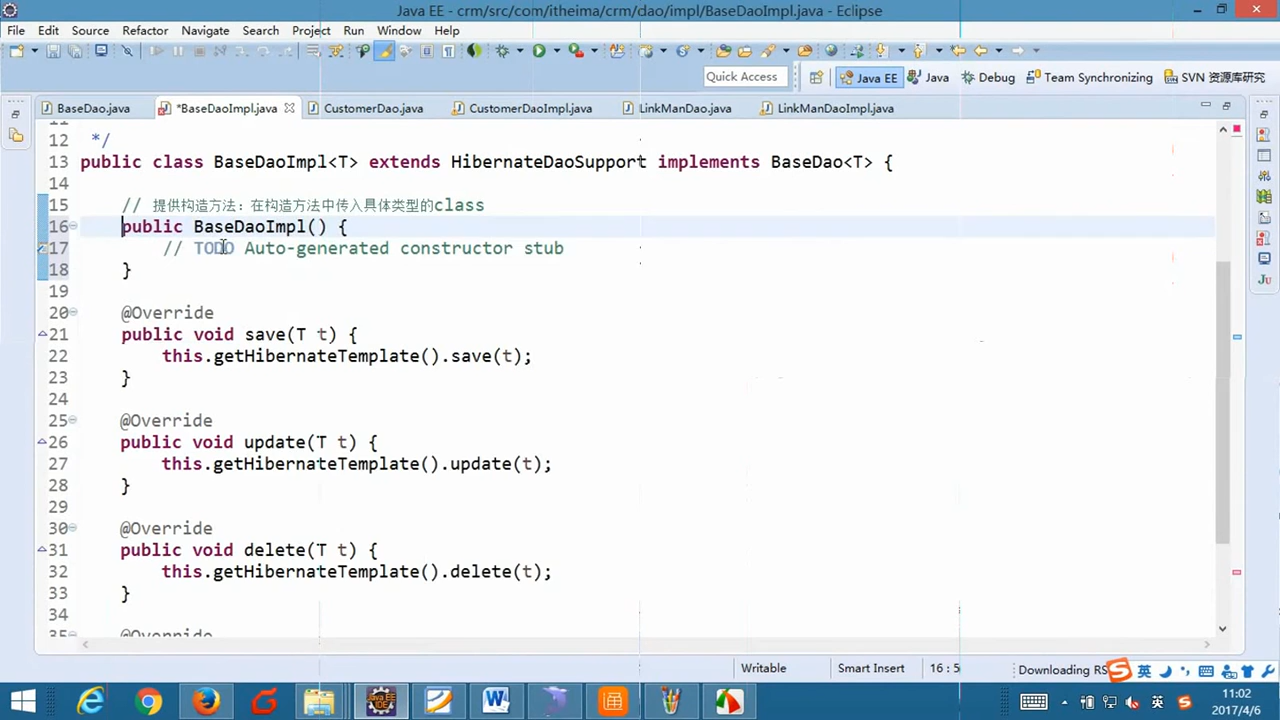 Java EE - crm/src/com/itheima/crm/dao/impl/BaseDaoImpl.java - Eclipse
File Edit Source Refactor Navigate Search Project Run Window Help
Quick Access Java EE Java Debug Team Synchronizing SVN 资源库研究
BaseDao.java *BaseDaoImpl.java CustomerDao.java CustomerDaoImpl.java LinkManDao.java LinkManDaoImpl.java
12 */
13 public class BaseDaoImpl<T> extends HibernateDaoSupport implements BaseDao<T> {
14
15 // 提供构造方法：在构造方法中传入具体类型的class
16 public BaseDaoImpl() {
17 // TODO Auto-generated constructor stub
18 }
19
20 @Override
21 public void save(T t) {
22 this.getHibernateTemplate().save(t);
23 }
24
25 @Override
26 public void update(T t) {
27 this.getHibernateTemplate().update(t);
28 }
29
30 @Override
31 public void delete(T t) {
32 this.getHibernateTemplate().delete(t);
33 }
34
35 @Override
Writable Smart Insert 16 : 5 Downloading RS 英
英 11:02
2017/4/6